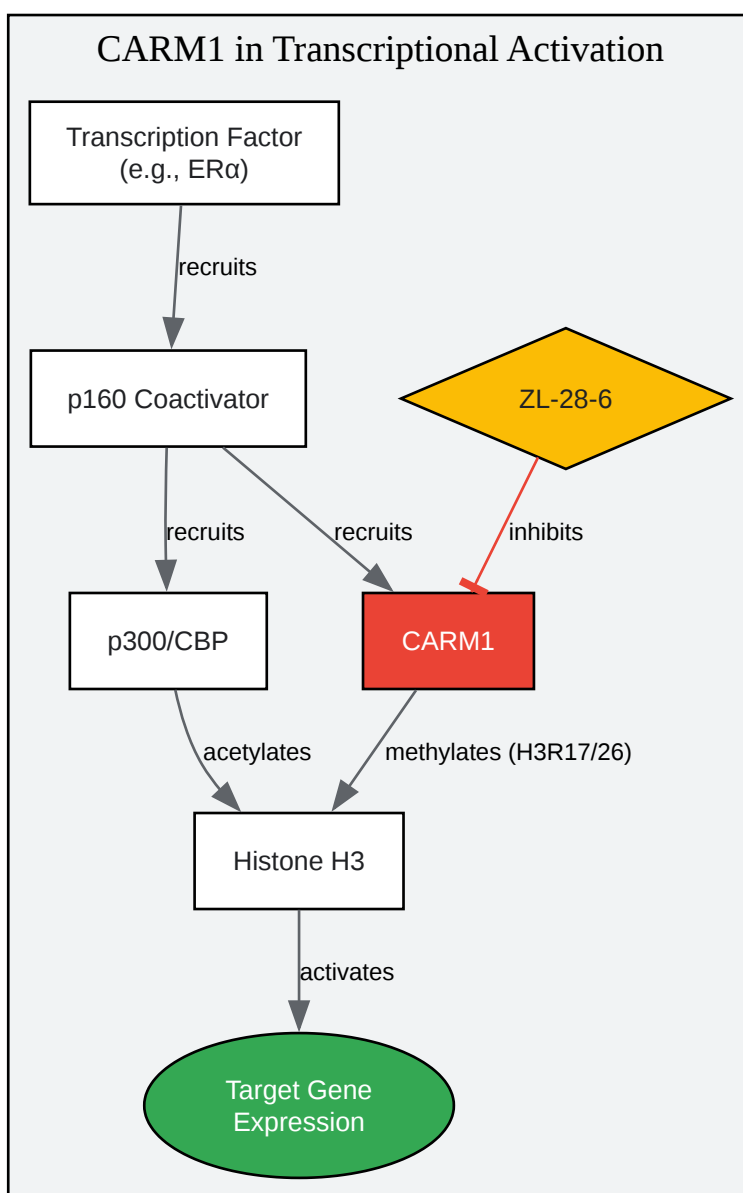 CARM1 in Transcriptional Activation
Transcription Factor
(e.g., ERα)
recruits
p160 Coactivator
ZL-28-6
recruits
recruits
inhibits
p300/CBP
CARM1
acetylates
methylates (H3R17/26)
Histone H3
activates
Target Gene
Expression